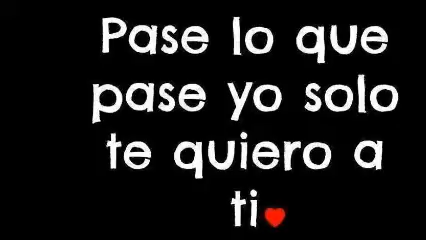 Pase lo que
pase yo solo
te quiero a
ti❤